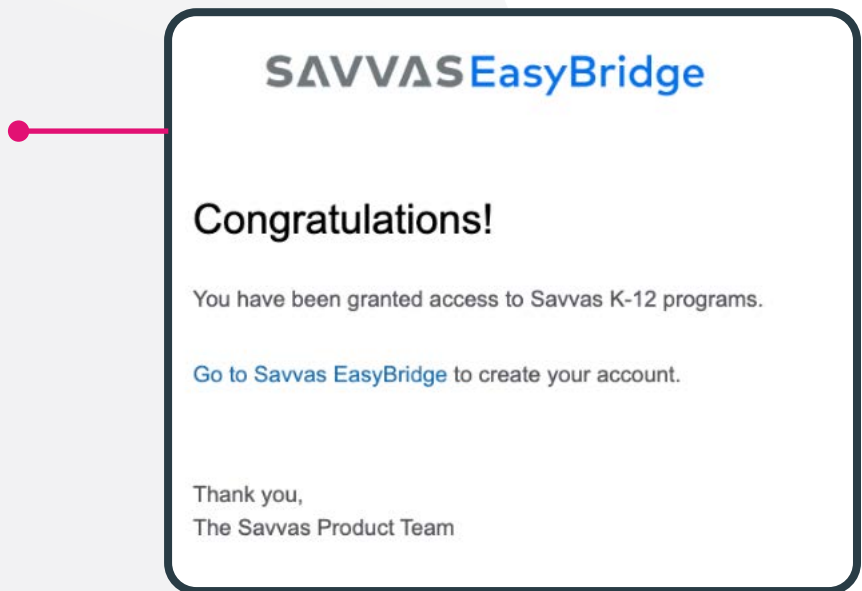 SAVVAS EasyBridge
Congratulations!
You have been granted access to Savvas K-12 programs.
Go to Savvas EasyBridge to create your account.
Thank you,
The Savvas Product Team